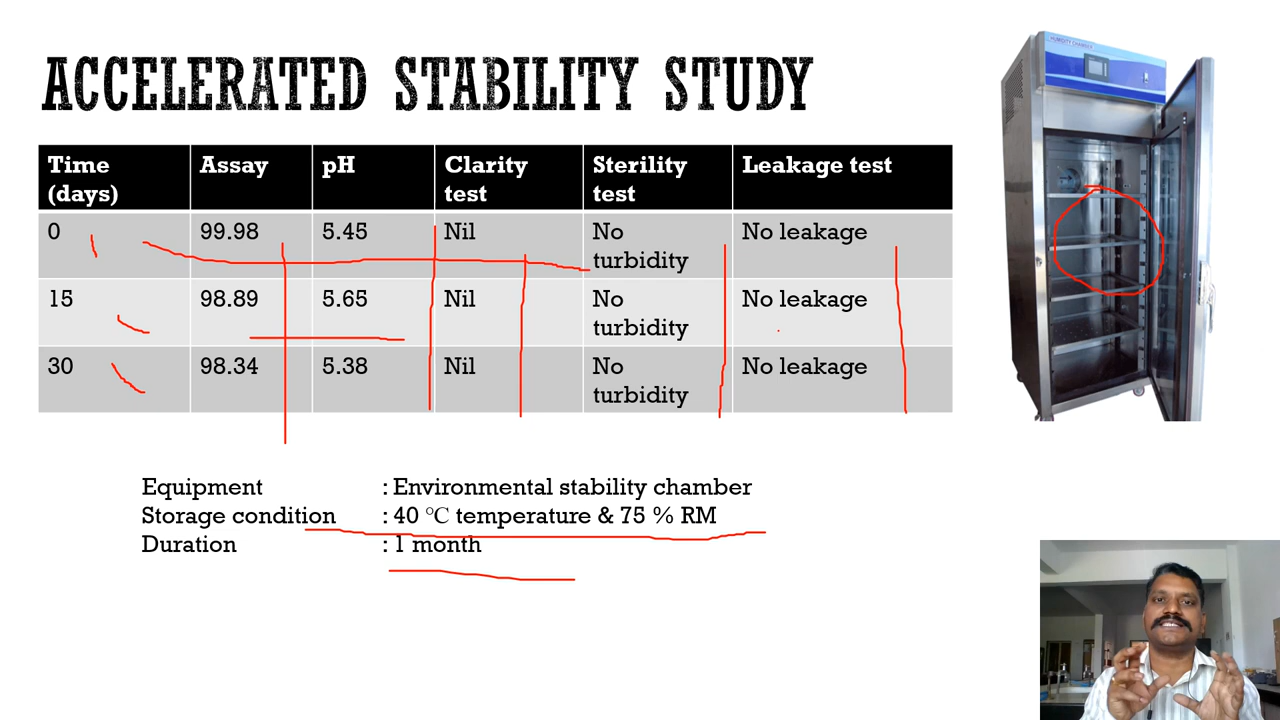 ACCELERATED STABILITY STUDY
HUMIDITY CHAMBER
Time (days) Assay pH Clarity test Sterility test Leakage test
0 99.98 5.45 Nil No turbidity No leakage
15 98.89 5.65 Nil No turbidity No leakage
30 98.34 5.38 Nil No turbidity No leakage
Equipment : Environmental stability chamber
Storage condition : 40 °C temperature & 75 % RM
Duration : 1 month